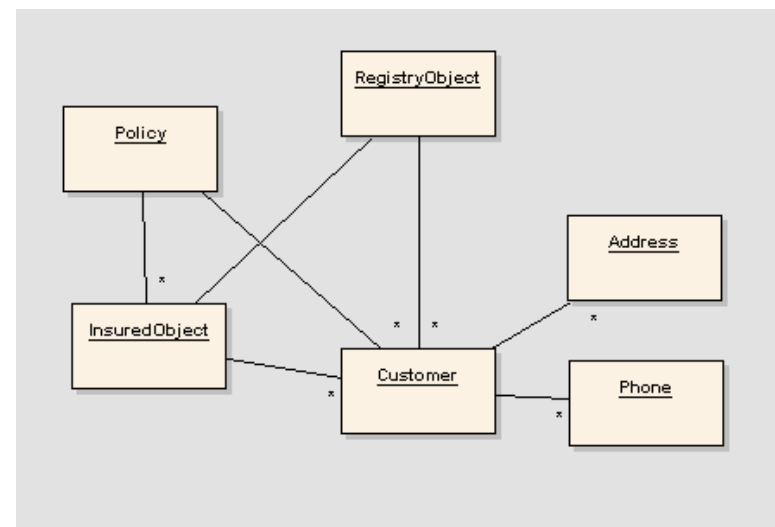 RegistryObject
Policy
Address
*
InsuredObject
*
* *
Customer
*
Phone
*